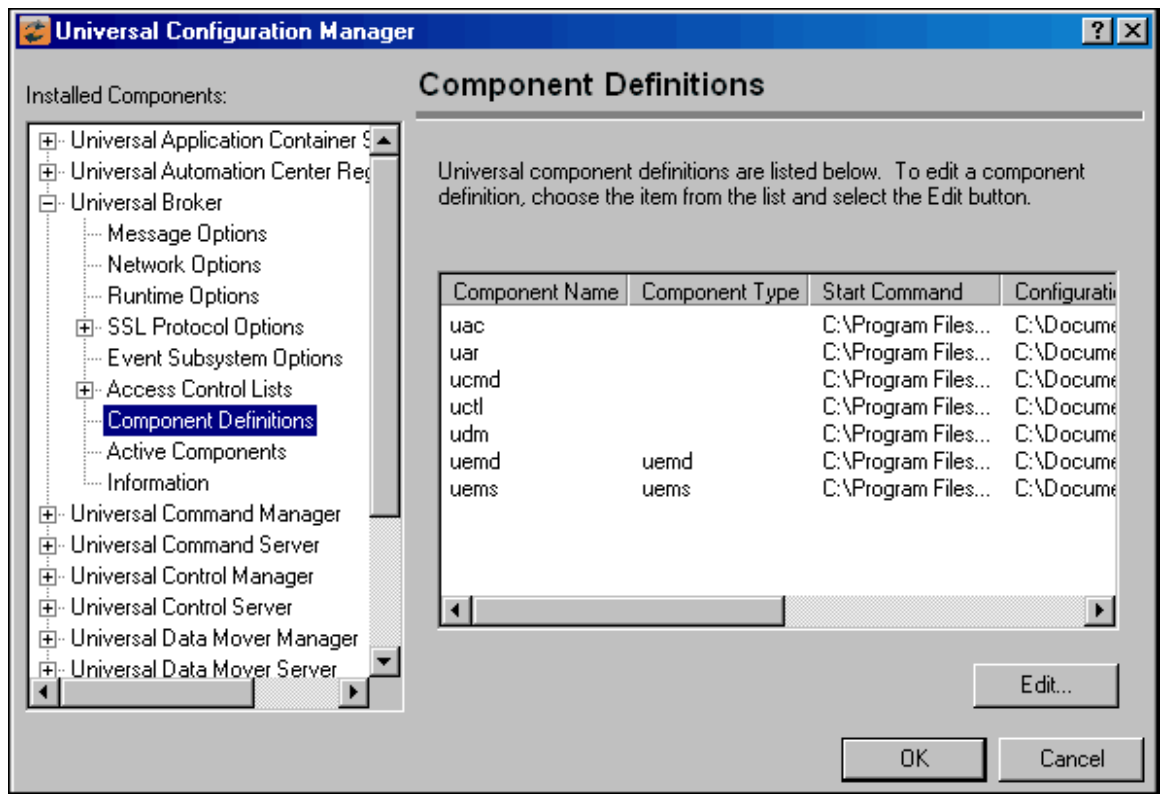 Universal Configuration Manager
Installed Components:
Universal Application Container S
Universal Automation Center Reg
Universal Broker
Message Options
Network Options
Runtime Options
SSL Protocol Options
Event Subsystem Options
Access Control Lists
Component Definitions
Active Components
Information
Universal Command Manager
Universal Command Server
Universal Control Manager
Universal Control Server
Universal Data Mover Manager
Universal Data Mover Server
Component Definitions
Universal component definitions are listed below. To edit a component
definition, choose the item from the list and select the Edit button.
Component Name Component Type Start Command Configurati
uac C:\Program Files... C:\Docume
uar C:\Program Files... C:\Docume
ucmd C:\Program Files... C:\Docume
uctl C:\Program Files... C:\Docume
udm C:\Program Files... C:\Docume
uemd uemd C:\Program Files... C:\Docume
uems uems C:\Program Files... C:\Docume
Edit...
OK Cancel